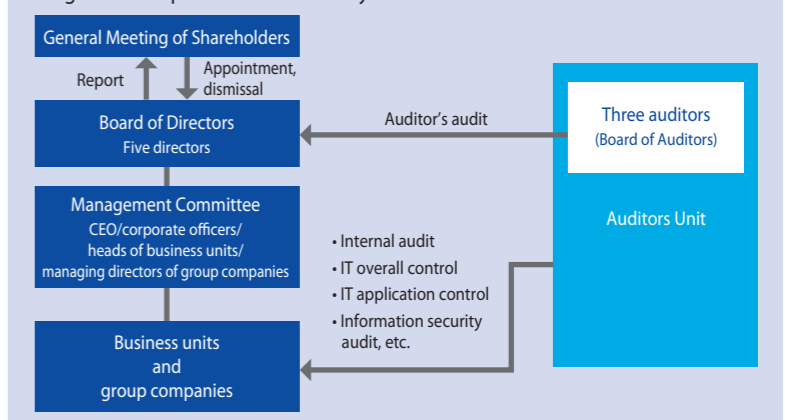 General Meeting of Shareholders
Report
Appointment,
dismissal
Board of Directors
Five directors
Auditor's audit
Three auditors
(Board of Auditors)
Management Committee
CEO/corporate officers/
heads of business units/
managing directors of group companies
Auditors Unit
• Internal audit
• IT overall control
• IT application control
• Information security
audit, etc.
Business units
and
group companies